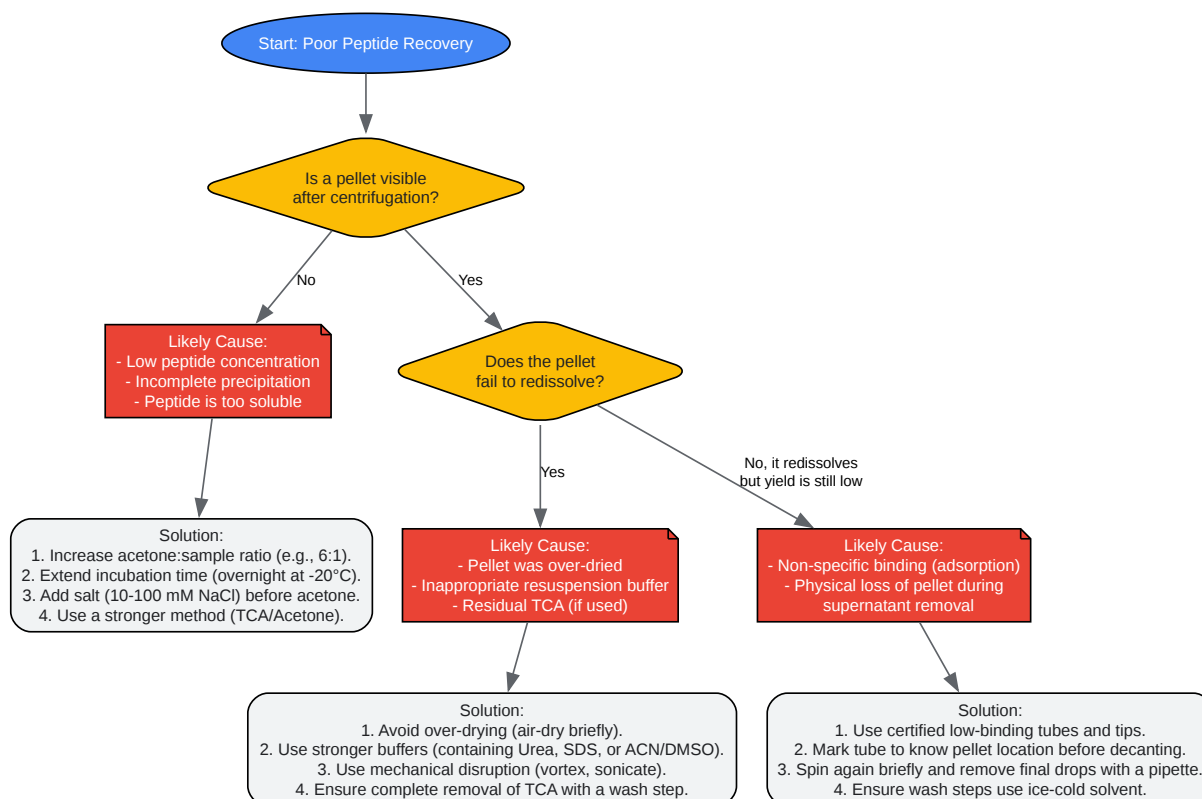 Start: Poor Peptide Recovery
Is a pellet visible
after centrifugation?
No
Yes
Likely Cause:
- Low peptide concentration
- Incomplete precipitation
- Peptide is too soluble
Does the pellet
fail to redissolve?
Yes
No, it redissolves
but yield is still low
Solution:
1. Increase acetone:sample ratio (e.g., 6:1).
2. Extend incubation time (overnight at -20°C).
3. Add salt (10-100 mM NaCl) before acetone.
4. Use a stronger method (TCA/Acetone).
Likely Cause:
- Pellet was over-dried
- Inappropriate resuspension buffer
- Residual TCA (if used)
Likely Cause:
- Non-specific binding (adsorption)
- Physical loss of pellet during
supernatant removal
Solution:
1. Avoid over-drying (air-dry briefly).
2. Use stronger buffers (containing Urea, SDS, or ACN/DMSO).
3. Use mechanical disruption (vortex, sonicate).
4. Ensure complete removal of TCA with a wash step.
Solution:
1. Use certified low-binding tubes and tips.
2. Mark tube to know pellet location before decanting.
3. Spin again briefly and remove final drops with a pipette.
4. Ensure wash steps use ice-cold solvent.